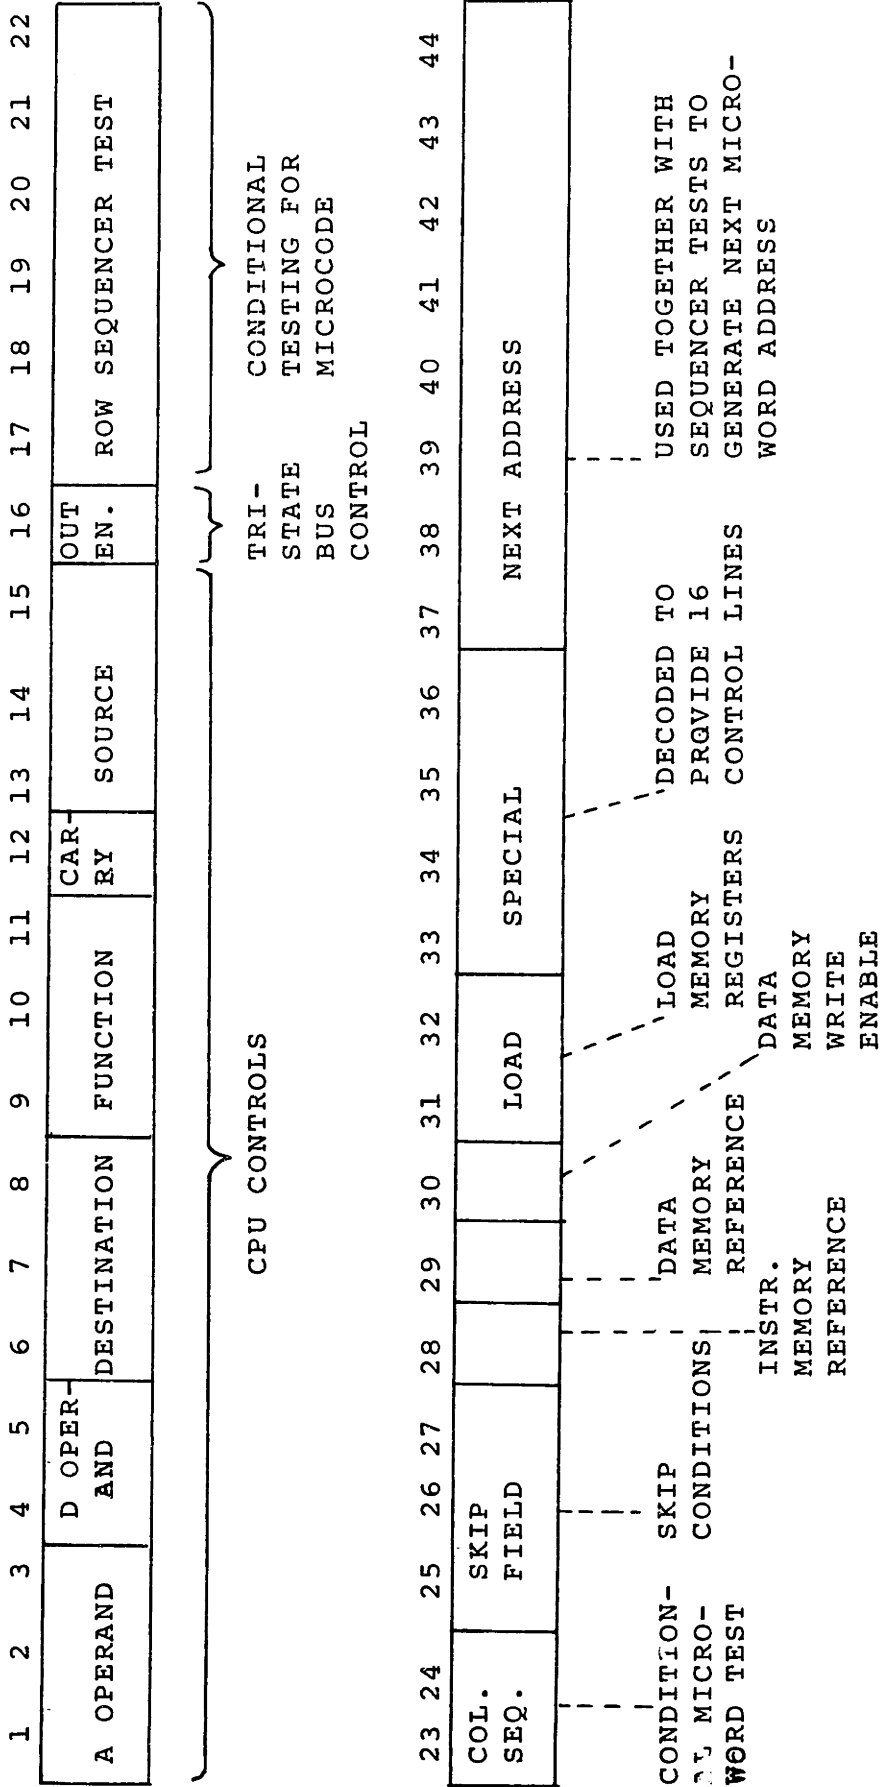 1 2 3 4 5 6 7 8 9 10 11 12 13 14 15 16 17 18 19 20 21 22
A OPERAND
D OPER-
AND
DESTINATION
FUNCTION
CAR-
RY
SOURCE
OUT
EN.
ROW SEQUENCER TEST
CPU CONTROLS
TRI-
STATE
BUS
CONTROL
CONDITIONAL
TESTING FOR
MICROCODE
23 24 25 26 27 28 29 30 31 32 33 34 35 36 37 38 39 40 41 42 43 44
COL.
SEQ.
SKIP
FIELD
LOAD
SPECIAL
NEXT ADDRESS
CONDITION-
AL MICRO-
WORD TEST
SKIP
CONDITIONS
INSTR.
MEMORY
REFERENCE
DATA
MEMORY
REFERENCE
DATA
MEMORY
WRITE
ENABLE
LOAD
MEMORY
REGISTERS
DECODED TO
PROVIDE 16
CONTROL LINES
USED TOGETHER WITH
SEQUENCER TESTS TO
GENERATE NEXT MICRO-
WORD ADDRESS